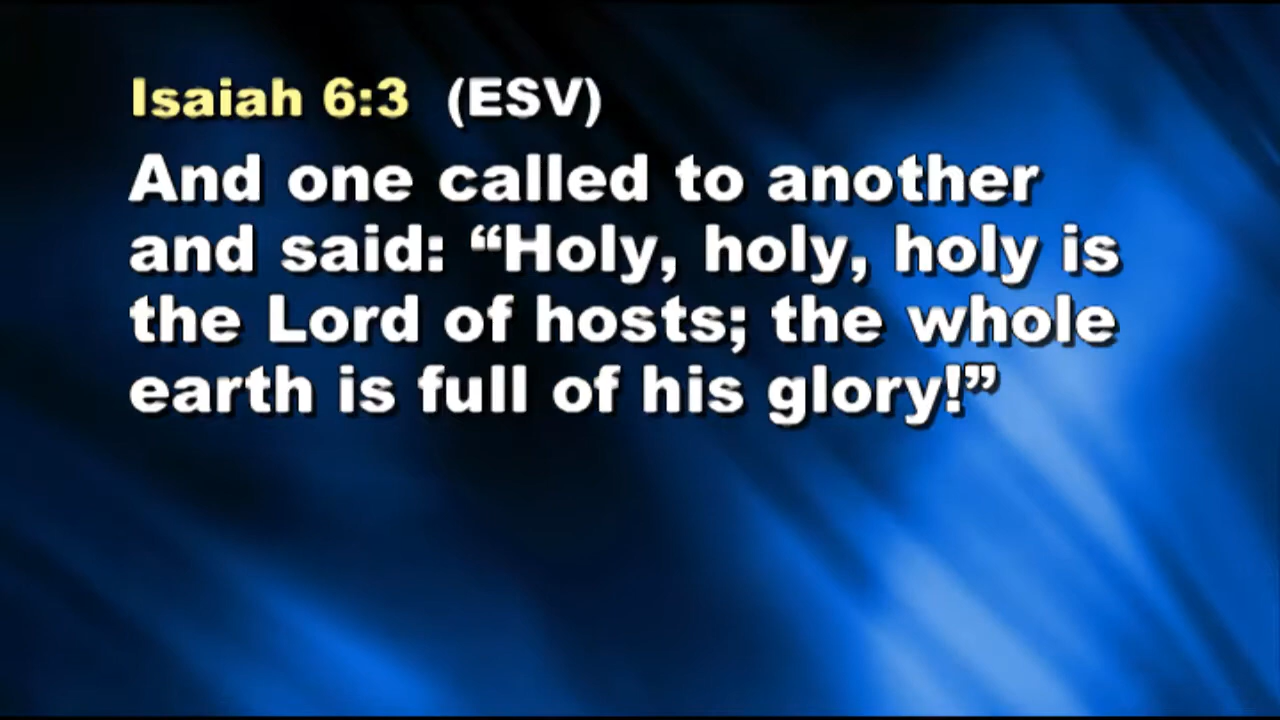 Isaiah 6:3 (ESV)
And one called to another
and said: “Holy, holy, holy is
the Lord of hosts; the whole
earth is full of his glory!”